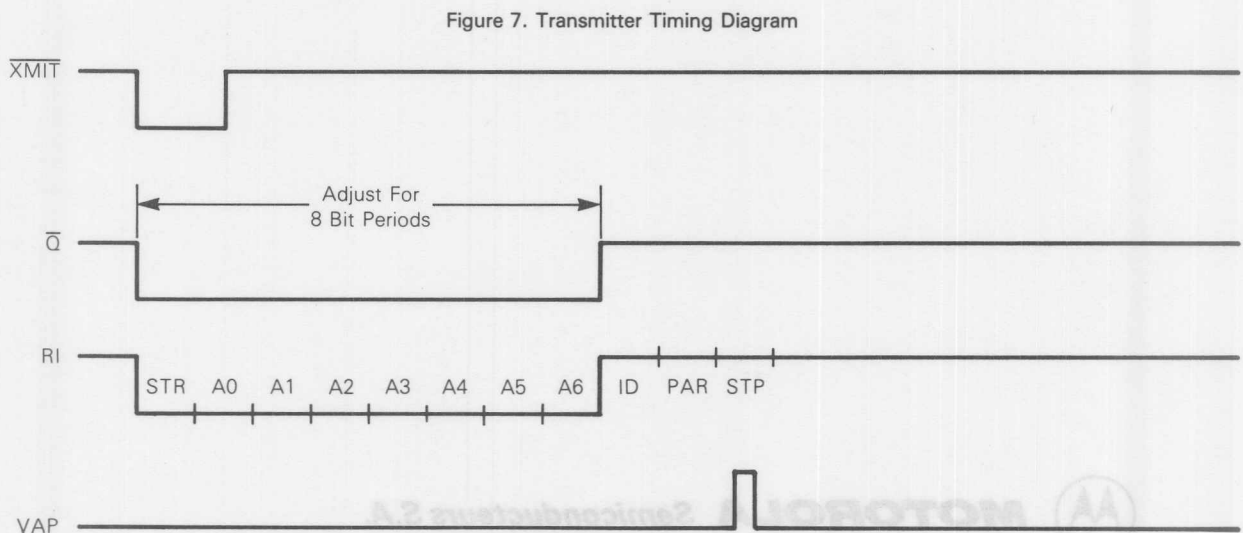 Figure 7. Transmitter Timing Diagram
X̅M̅I̅T̅
Adjust For
8 Bit Periods
Q̅
RI
STR A0 A1 A2 A3 A4 A5 A6 ID PAR STP
MOTOROLA Semiconducteurs S.A.
VAP